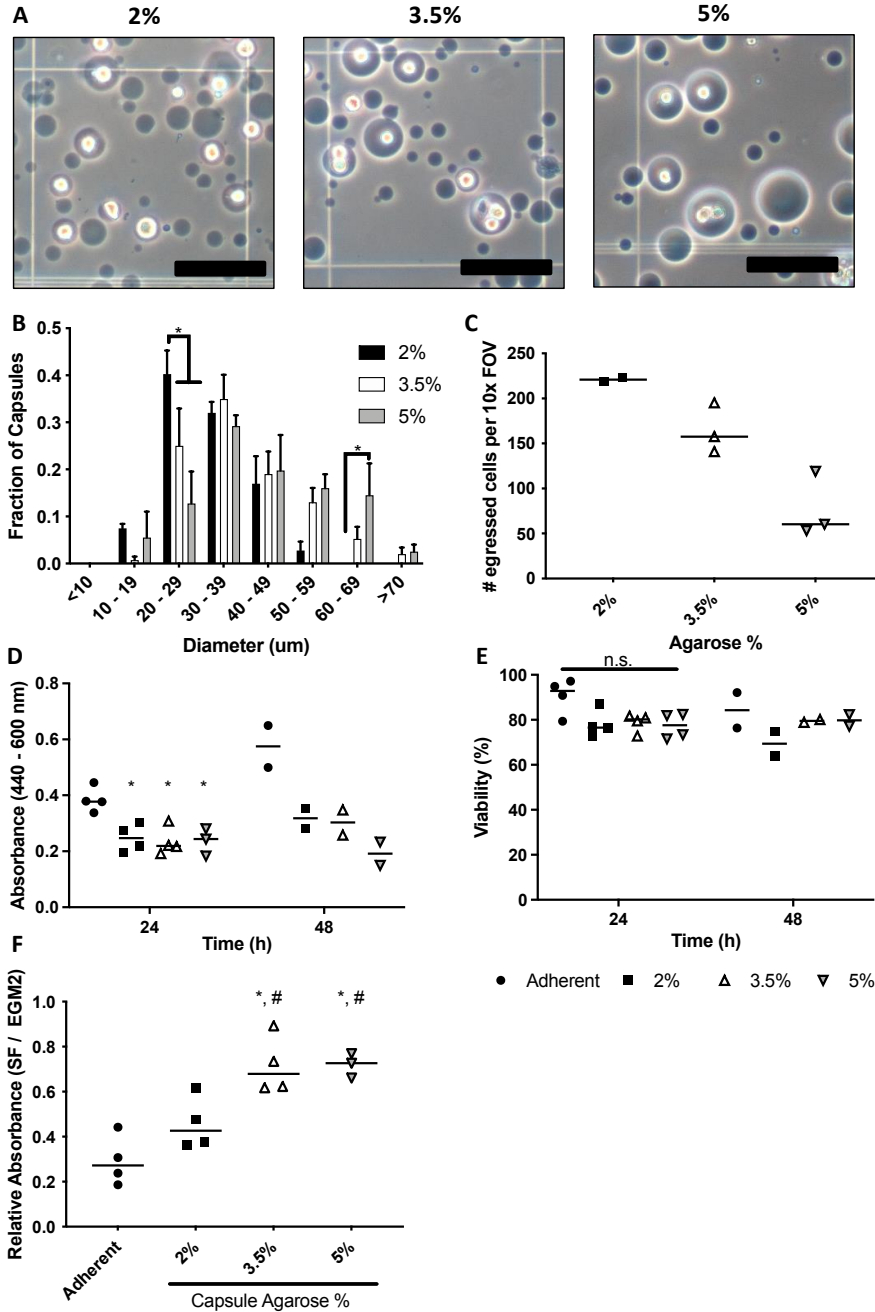 A
2%
3.5%
5%
B
Fraction of Capsules
0.5
0.4
0.3
0.2
0.1
0.0
*
*
2%
3.5%
5%
<10
10 - 19
20 - 29
30 - 39
40 - 49
50 - 59
60 - 69
>70
Diameter (um)
C
# egressed cells per 10x FOV
250
200
150
100
50
0
2%
3.5%
5%
Agarose %
D
Absorbance (440 - 600 nm)
0.8
0.6
0.4
0.2
0.0
* * *
24
48
Time (h)
E
Viability (%)
100
80
60
40
20
0
n.s.
24
48
Time (h)
Adherent 2% 3.5% 5%
F
Relative Absorbance (SF / EGM2)
1.0
0.8
0.6
0.4
0.2
0.0
*, #
*, #
Adherent
2%
3.5%
5%
Capsule Agarose %